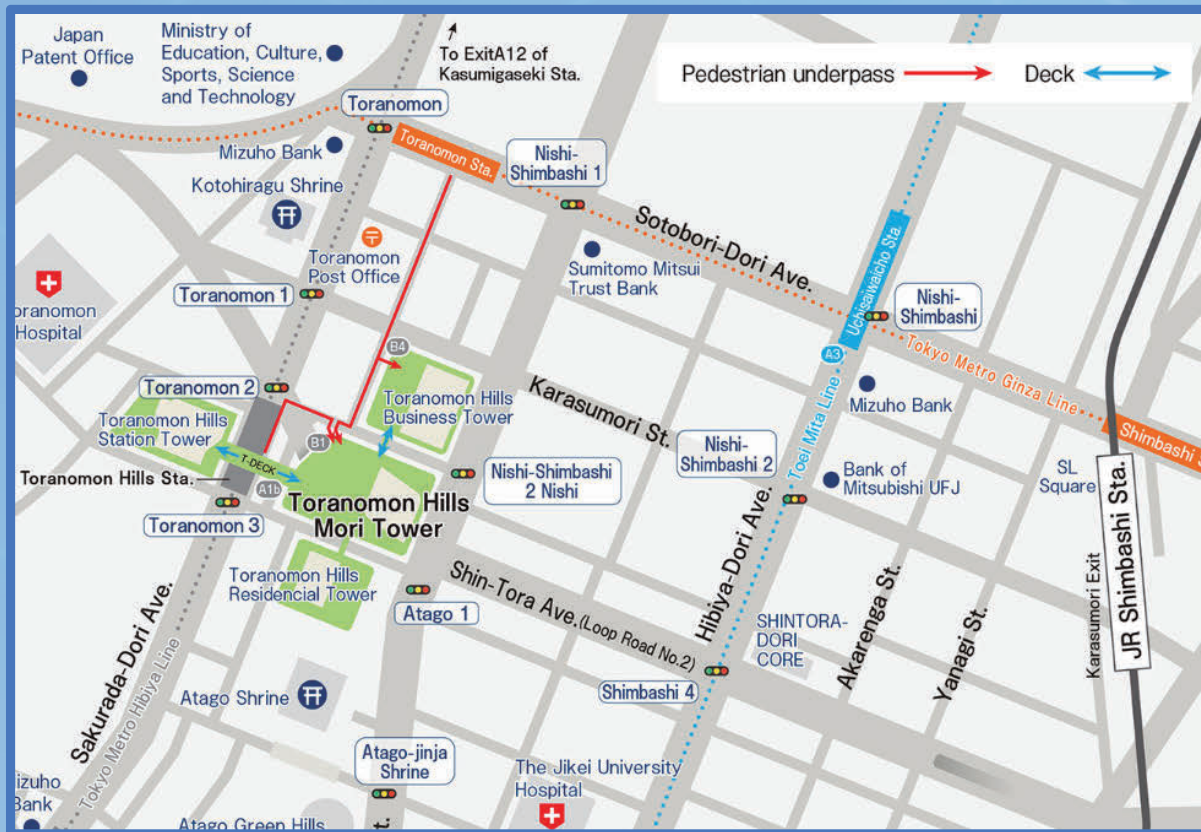 Japan
Patent Office
Ministry of
Education, Culture,
Sports, Science
and Technology
To ExitA12 of
Kasumigaseki Sta.
Pedestrian underpass
Deck
Toranomon
Mizuho Bank
Toranomon Sta.
Nishi-
Shimbashi 1
Kotohiragu Shrine
Toranomon
Post Office
Sotobori-Dori Ave.
Sumitomo Mitsui
Trust Bank
Uchisaiwaicho Sta.
Nishi-
Shimbashi
Toranomon 1
oranomon
Hospital
B4
A3
Tokyo Metro Ginza Line
Toranomon 2
Toranomon Hills
Business Tower
Karasumori St.
Mizuho Bank
Shimbashi S
Toranomon Hills
Station Tower
B1
T-DECK
Toranomon Hills Sta.
A1b
Toranomon Hills
Mori Tower
Nishi-Shimbashi
2 Nishi
Nishi-
Shimbashi 2
Toei Mita Line
Bank of
Mitsubishi UFJ
SL
Square
Toranomon 3
Toranomon Hills
Residencial Tower
Atago 1
Shin-Tora Ave.(Loop Road No.2)
Hibiya-Dori Ave.
SHINTORA-
DORI
CORE
Akarenga St.
Yanagi St.
Karasumori Exit
JR Shimbashi Sta.
Sakurada-Dori Ave.
Tokyo Metro Hibiya Line
Atago Shrine
Shimbashi 4
Atago-jinja
Shrine
The Jikei University
Hospital
izuho
Bank
Atago Green Hills
t.